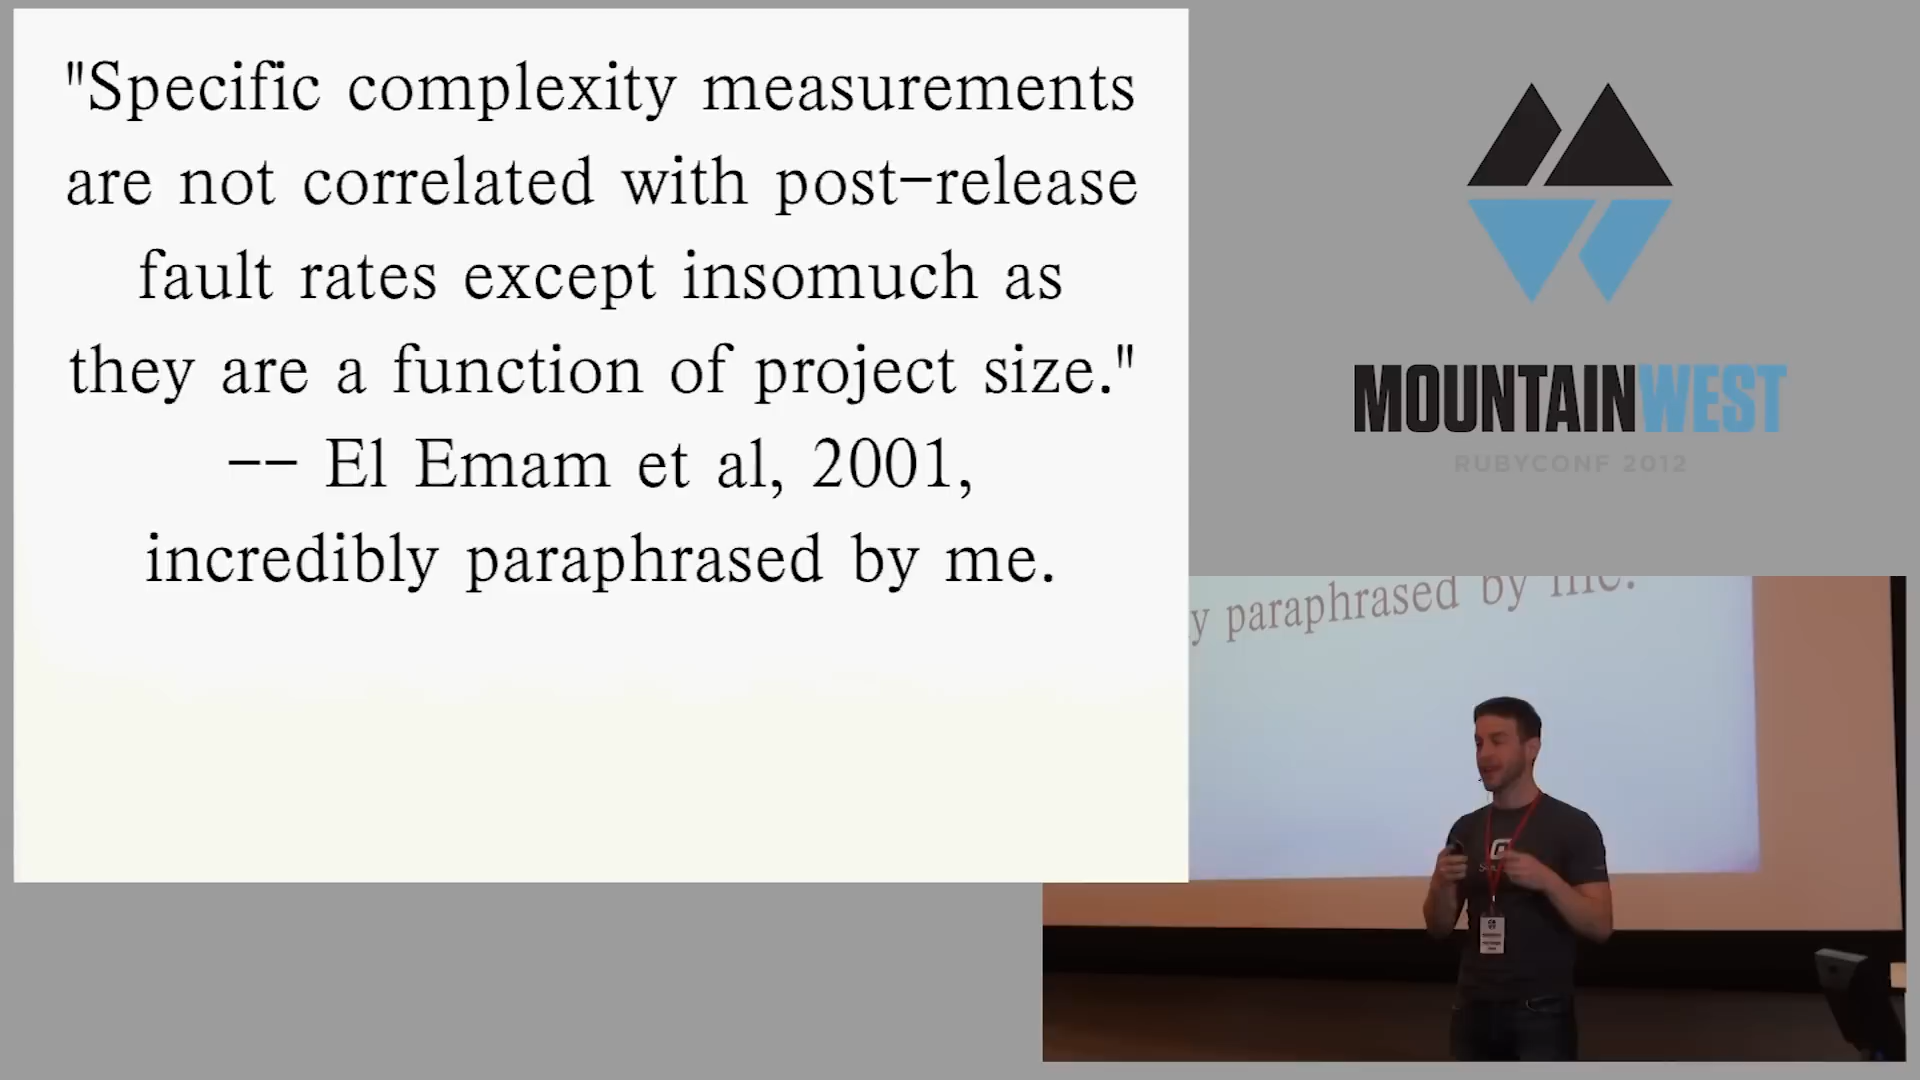 "Specific complexity measurements
are not correlated with post-release
fault rates except insomuch as
they are a function of project size."
-- El Emam et al, 2001,
incredibly paraphrased by me.
MOUNTAINWEST
RUBYCONF 2012
y paraphrased by me.